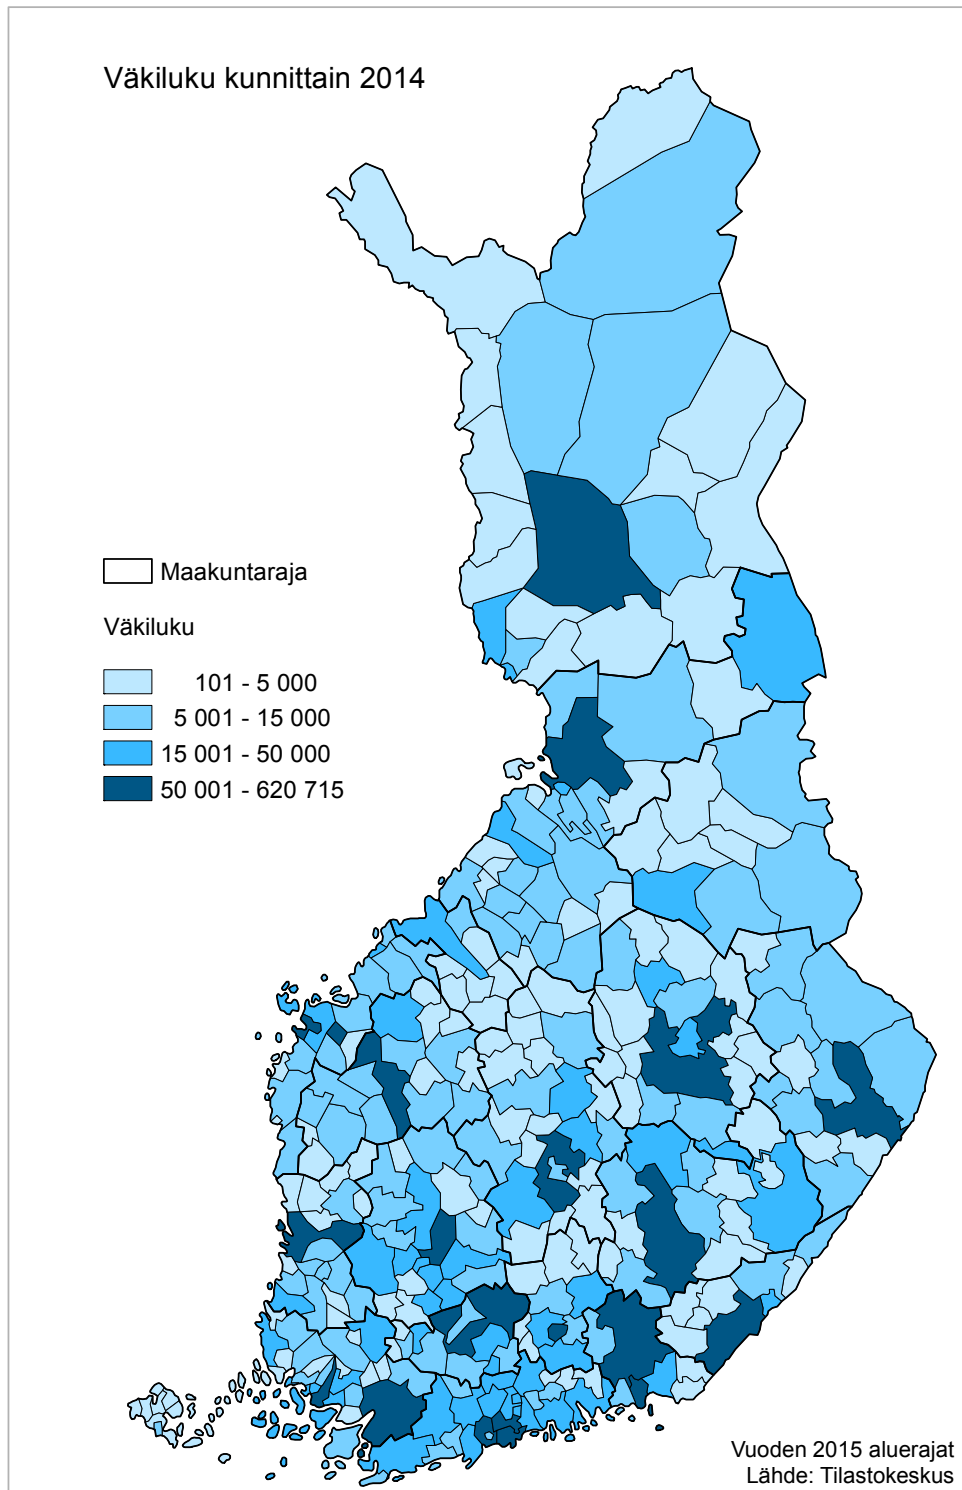 Väkiluku kunnittain 2014
Maakuntaraja
Väkiluku
101 - 5 000
5 001 - 15 000
15 001 - 50 000
50 001 - 620 715
Vuoden 2015 aluerajat
Lähde: Tilastokeskus